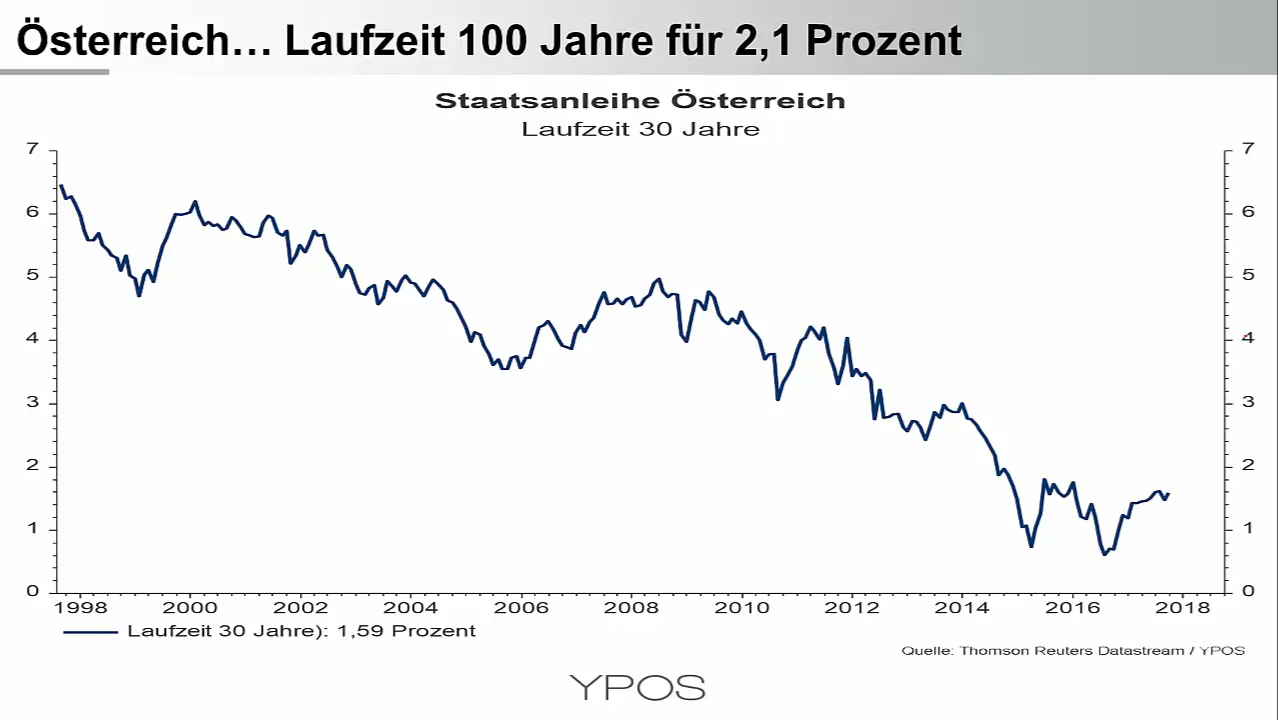 Österreich… Laufzeit 100 Jahre für 2,1 Prozent
Staatsanleihe Österreich
Laufzeit 30 Jahre
7 7
6 6
5 5
4 4
3 3
2 2
1 1
0 0
1998 2000 2002 2004 2006 2008 2010 2012 2014 2016 2018
Laufzeit 30 Jahre): 1,59 Prozent
Quelle: Thomson Reuters Datastream / YPOS
YPOS